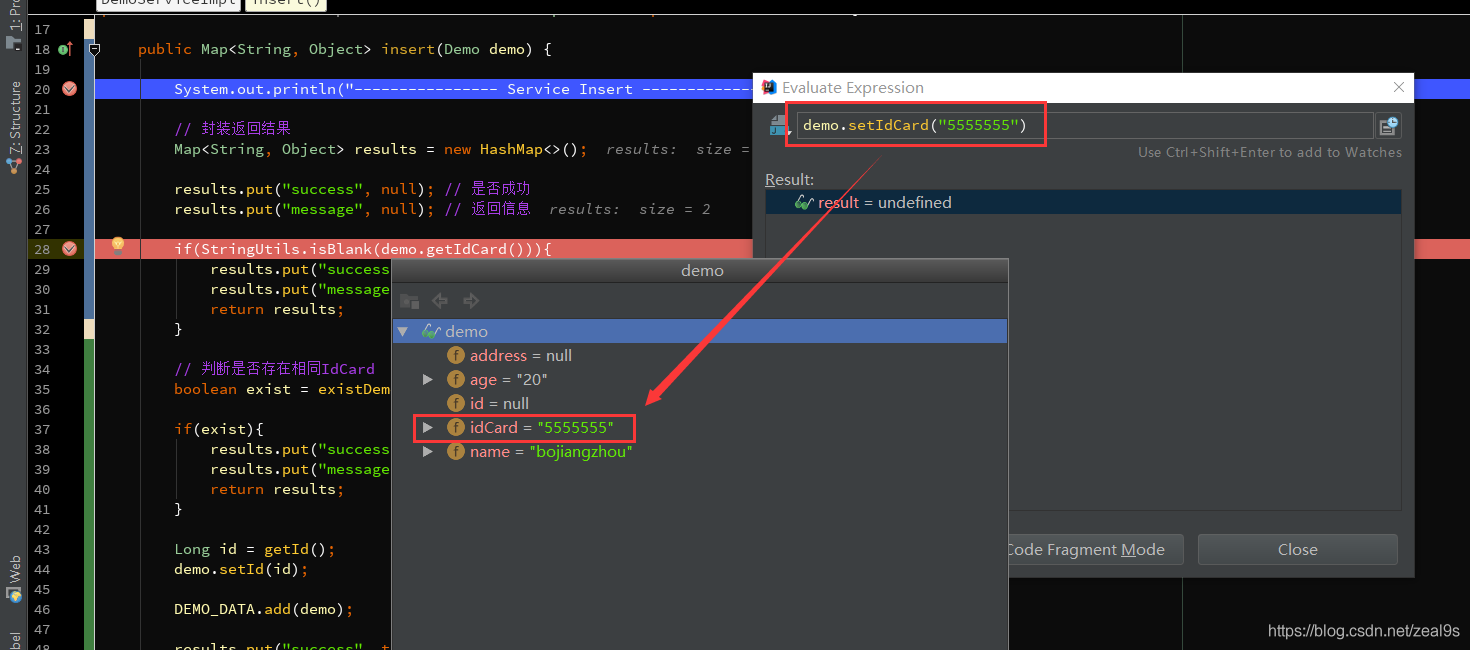 DemoServiceImpl insert()
1: Pr
Z: Structure
Web
17
18 public Map<String, Object> insert(Demo demo) {
19
20 System.out.println("---------------- Service Insert ------------
21
22 // 封装返回结果
23 Map<String, Object> results = new HashMap<>(); results: size =
24
25 results.put("success", null); // 是否成功
26 results.put("message", null); // 返回信息 results: size = 2
27
28 if(StringUtils.isBlank(demo.getIdCard())){
29 results.put("success
30 results.put("message
31 return results;
32 }
33
34 // 判断是否存在相同IdCard
35 boolean exist = existDem
36
37 if(exist){
38 results.put("success
39 results.put("message
40 return results;
41 }
42
43 Long id = getId();
44 demo.setId(id);
45
46 DEMO_DATA.add(demo);
47
results.put("success", t
Evaluate Expression
demo.setIdCard("5555555")
Use Ctrl+Shift+Enter to add to Watches
Result:
result = undefined
demo
demo
address = null
age = "20"
id = null
idCard = "5555555"
name = "bojiangzhou"
Code Fragment Mode
Close
https://blog.csdn.net/zeal9s